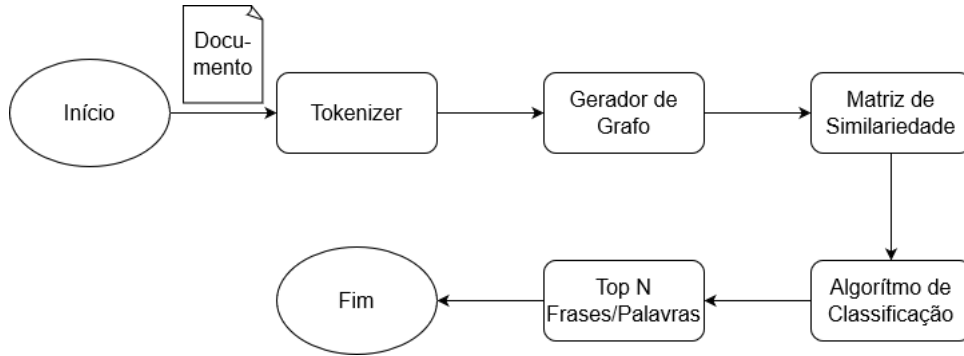 Docu-
mento
Início
Tokenizer
Gerador de
Grafo
Matriz de
Similariedade
Algorítmo de
Classificação
Top N
Frases/Palavras
Fim